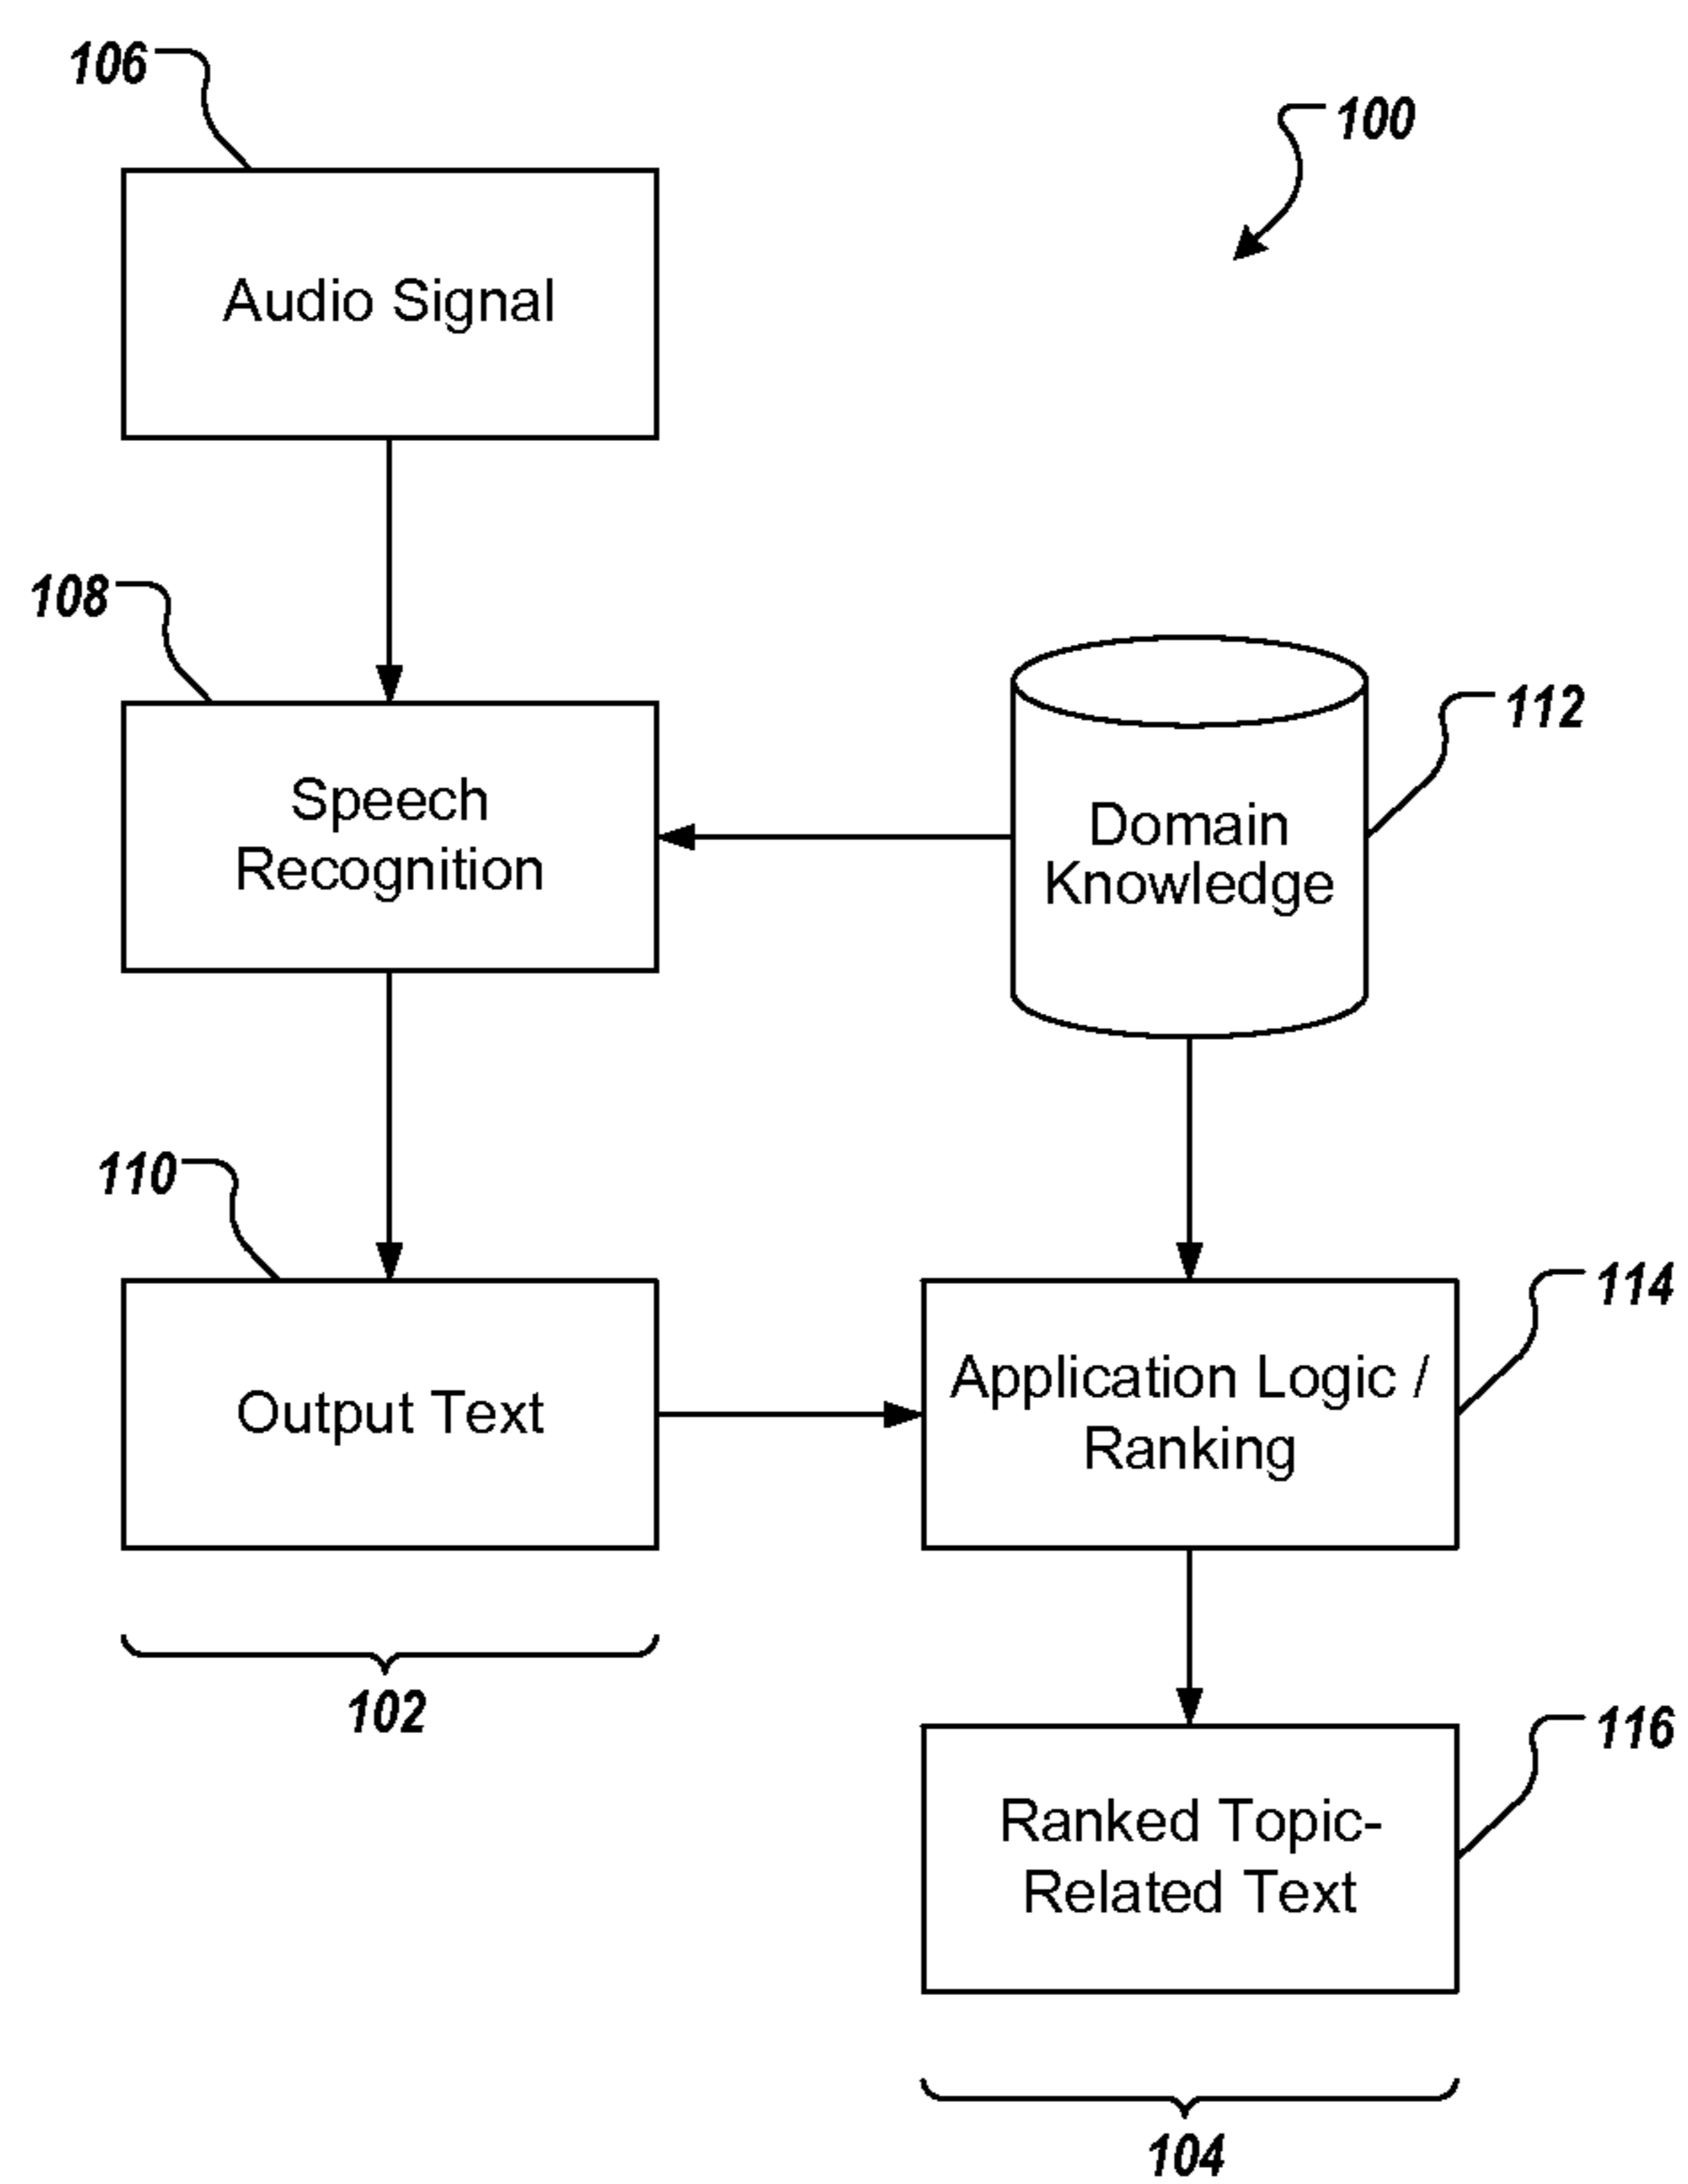 106
100
Audio Signal
108
112
Speech
Recognition
Domain
Knowledge
110
114
Output Text
Application Logic /
Ranking
102
116
Ranked Topic-
Related Text
104